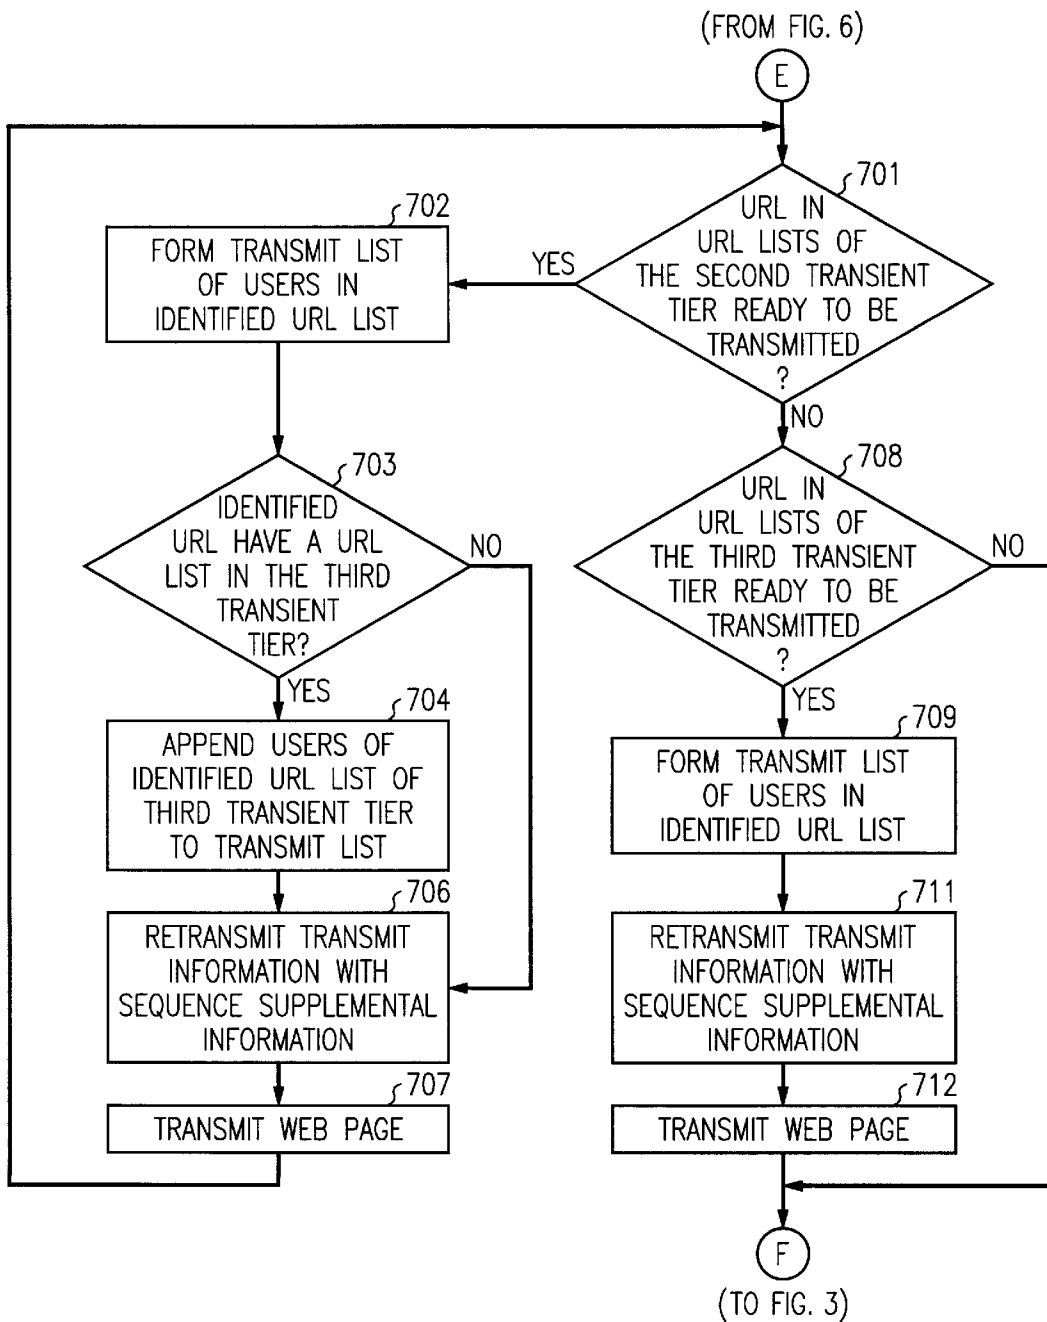 (FROM FIG. 6)
E
701
URL IN
URL LISTS OF
THE SECOND TRANSIENT
TIER READY TO BE
TRANSMITTED
?
YES
NO
702
FORM TRANSMIT LIST
OF USERS IN
IDENTIFIED URL LIST
703
IDENTIFIED
URL HAVE A URL
LIST IN THE THIRD
TRANSIENT
TIER?
NO
YES
704
APPEND USERS OF
IDENTIFIED URL LIST OF
THIRD TRANSIENT TIER
TO TRANSMIT LIST
706
RETRANSMIT TRANSMIT
INFORMATION WITH
SEQUENCE SUPPLEMENTAL
INFORMATION
707
TRANSMIT WEB PAGE
708
URL IN
URL LISTS OF
THE THIRD TRANSIENT
TIER READY TO BE
TRANSMITTED
?
NO
YES
709
FORM TRANSMIT LIST
OF USERS IN
IDENTIFIED URL LIST
711
RETRANSMIT TRANSMIT
INFORMATION WITH
SEQUENCE SUPPLEMENTAL
INFORMATION
712
TRANSMIT WEB PAGE
F
(TO FIG. 3)